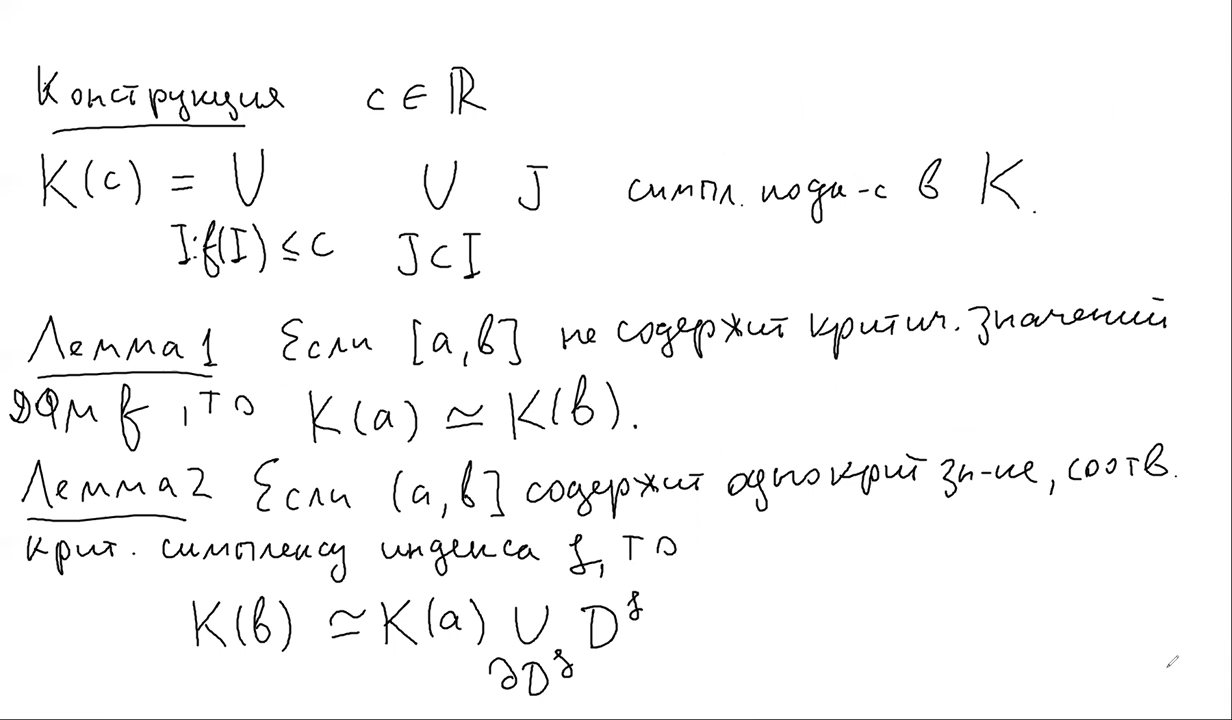 Конструкция c ∈ ℝ
K(c) = ∪ ∪ J симпл. подк-с в K.
I: f(I) ≤ c J ⊂ I
Лемма 1 Если [a, b] не содержит критич. значений
ДФМ f, то K(a) ≃ K(b).
Лемма 2 Если (a, b] содержит одно крит зн-ие, соотв.
крит. симплексу индекса j, то
K(b) ≃ K(a) ∪ D^j
∂D^j